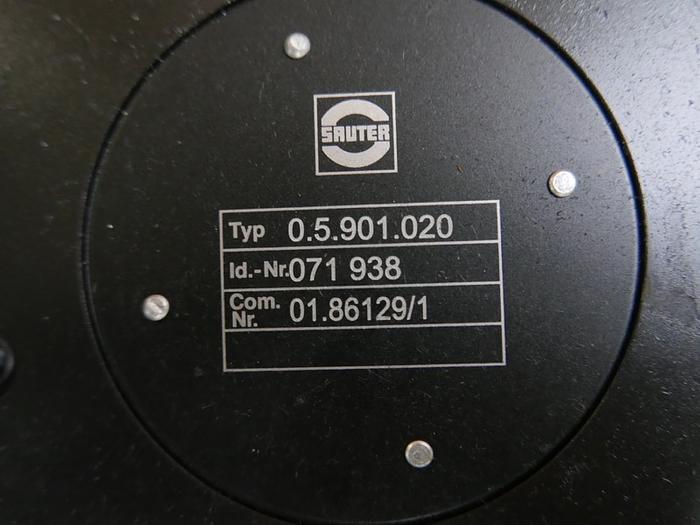 SAUTER
Typ 0.5.901.020
Id.-Nr. 071 938
Com. Nr. 01.86129/1